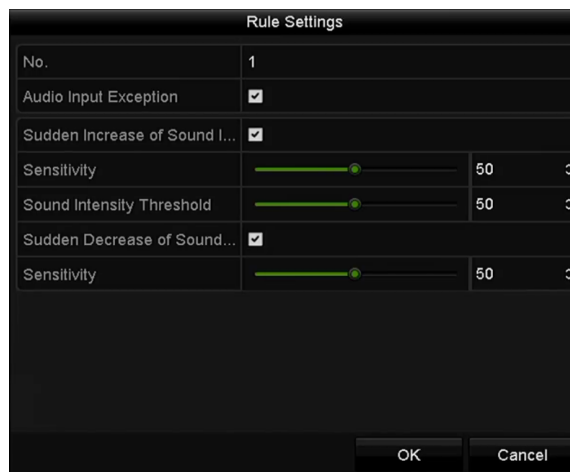 Rule Settings
No. 1
Audio Input Exception
Sudden Increase of Sound I...
Sensitivity 50
Sound Intensity Threshold 50
Sudden Decrease of Sound...
Sensitivity 50
OK Cancel